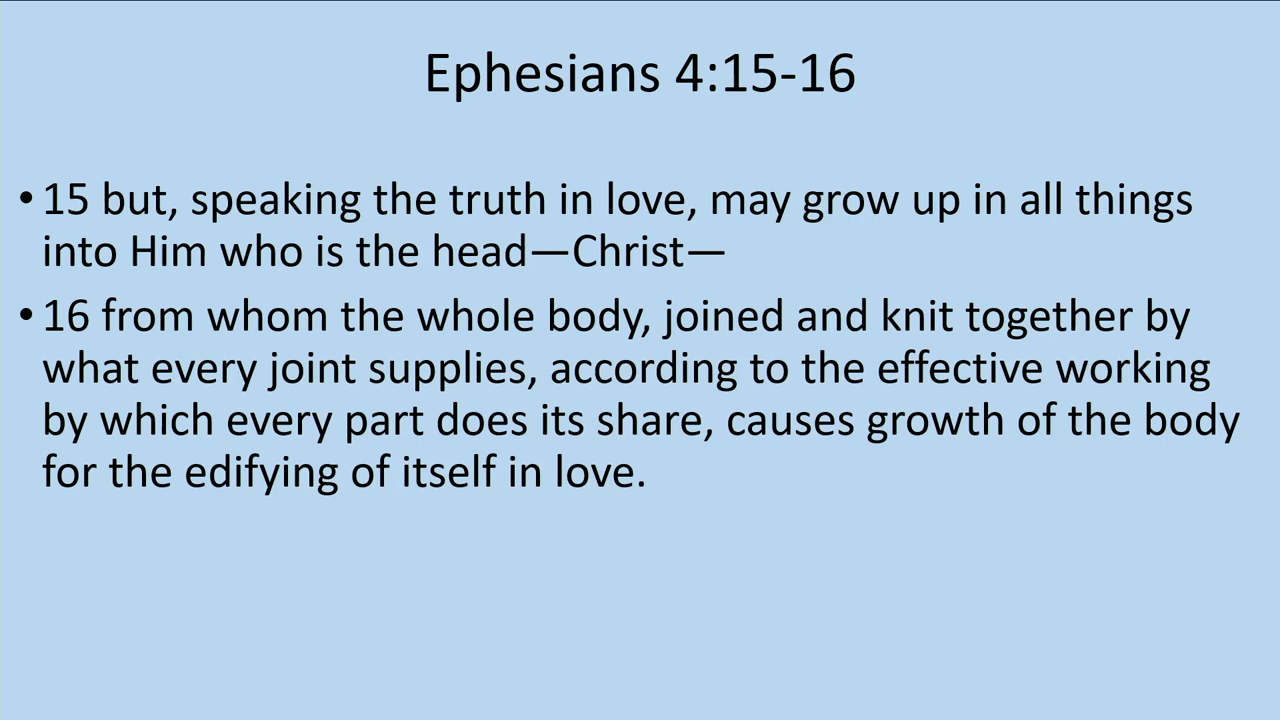 Ephesians 4:15-16
• 15 but, speaking the truth in love, may grow up in all things
into Him who is the head—Christ—
• 16 from whom the whole body, joined and knit together by
what every joint supplies, according to the effective working
by which every part does its share, causes growth of the body
for the edifying of itself in love.